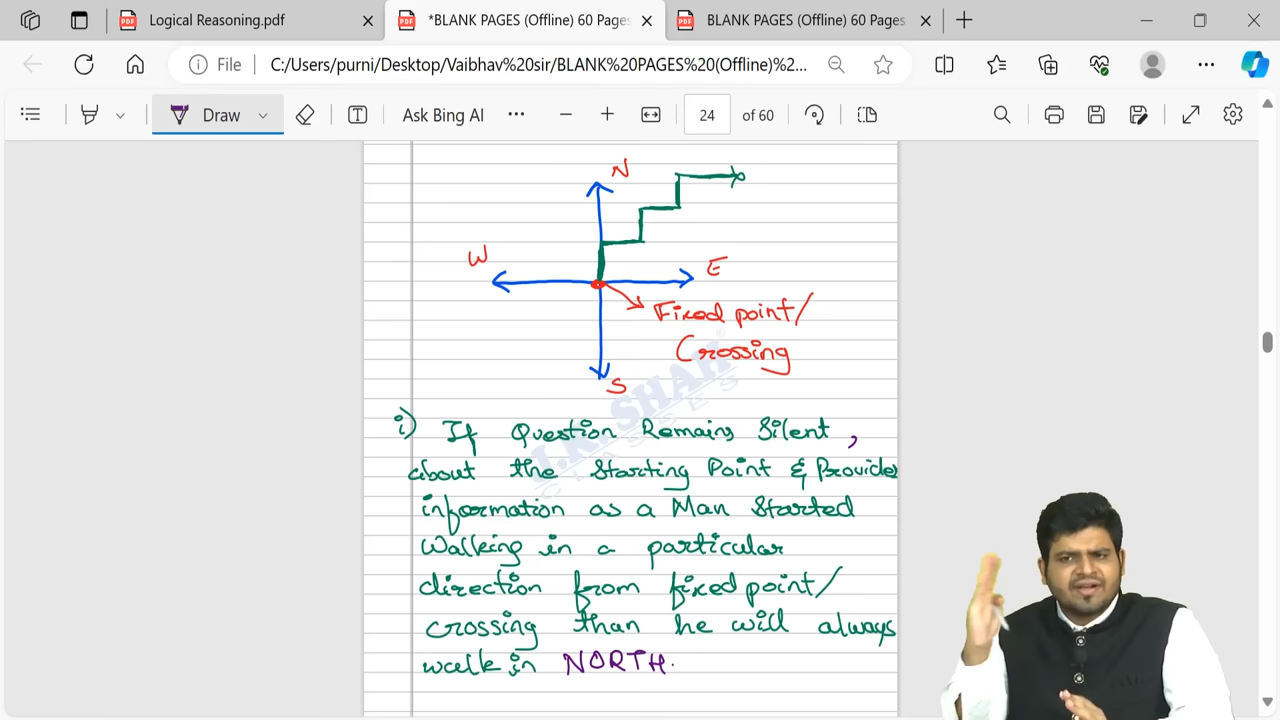 Logical Reasoning.pdf
*BLANK PAGES (Offline) 60 Pages
BLANK PAGES (Offline) 60 Pages
File
C:/Users/purni/Desktop/Vaibhav%20sir/BLANK%20PAGES%20(Offline)%2...
Draw
Ask Bing AI
24
of 60
N
W
E
Fixed point/
Crossing
S
J.K. SHAH
CLASSES
i) If Question Remains Silent,
about the Starting Point & Provides
information as a Man Started
Walking in a particular
direction from fixed point/
crossing than he will always
walk in NORTH.